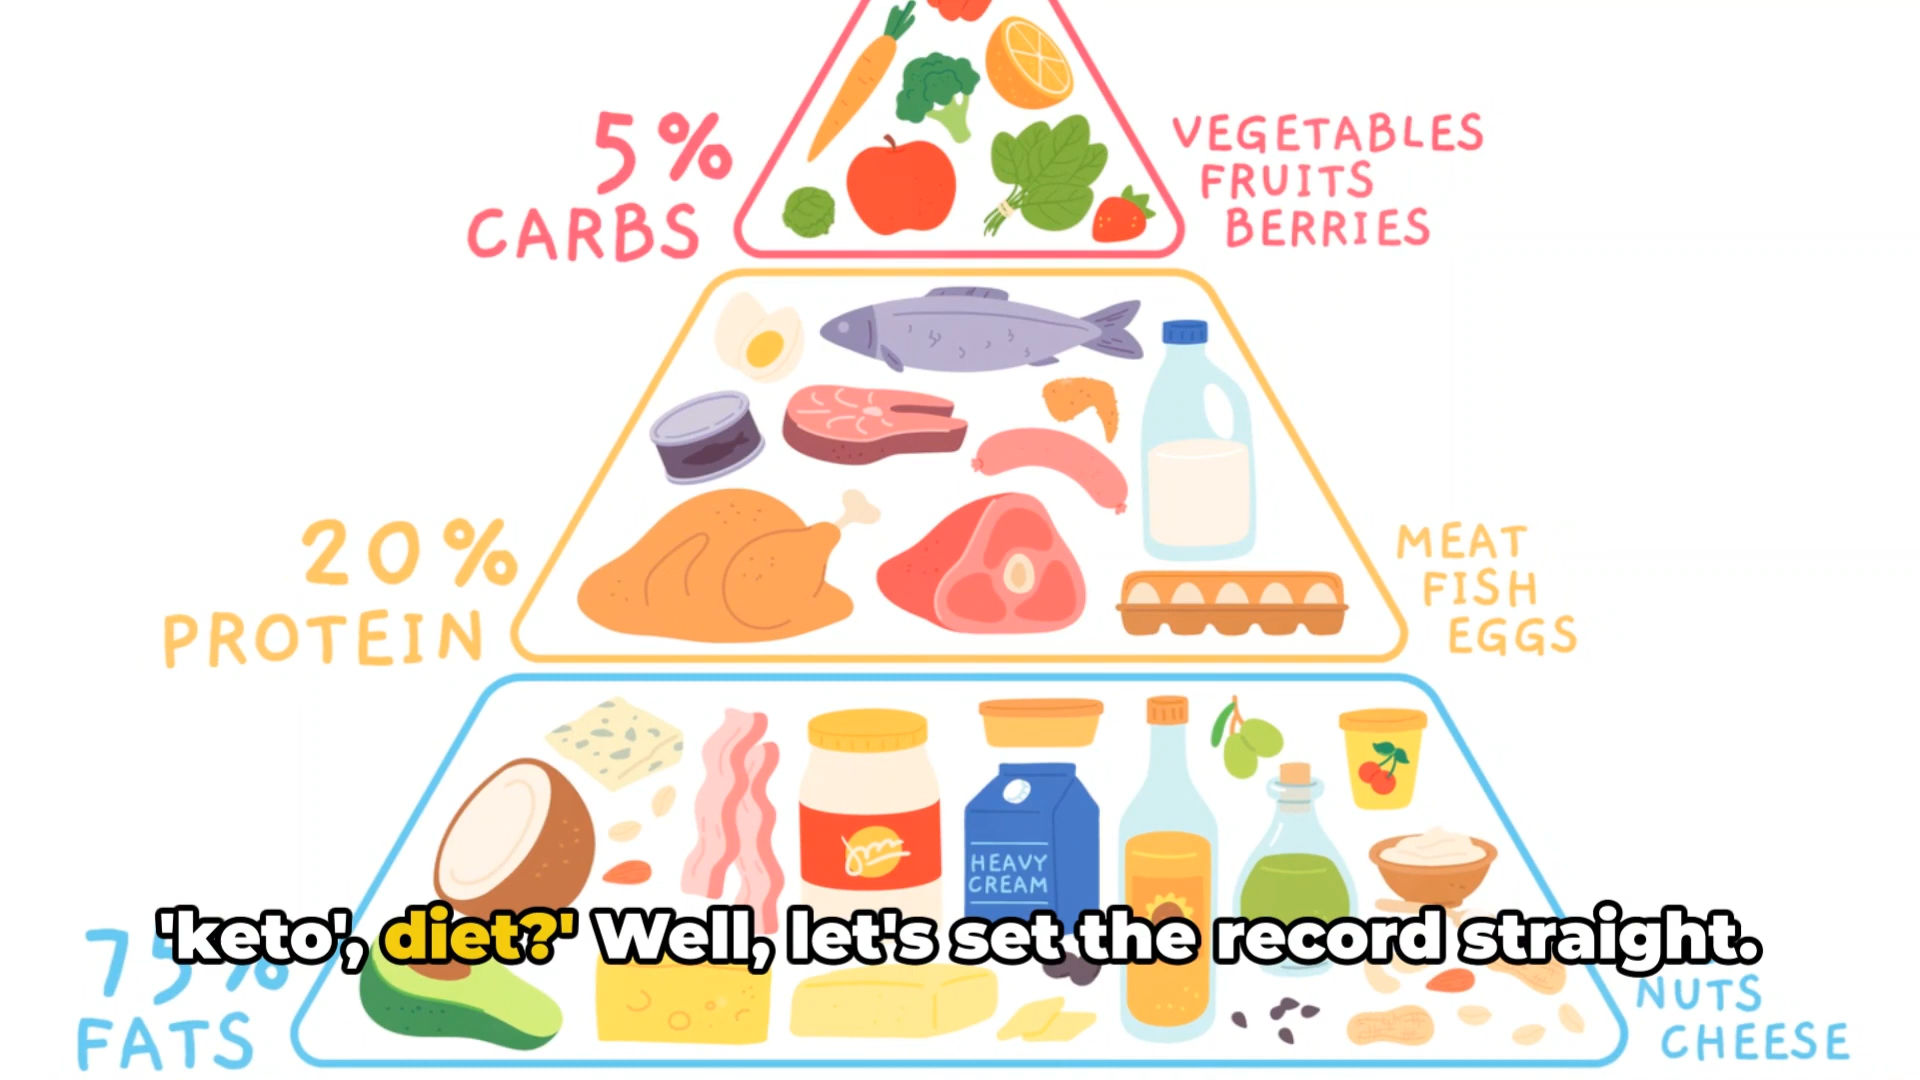 5%
CARBS
VEGETABLES
FRUITS
BERRIES
20%
PROTEIN
MEAT
FISH
EGGS
HEAVY
CREAM
'keto', diet?' Well, let's set the record straight.
75%
FATS
NUTS
CHEESE